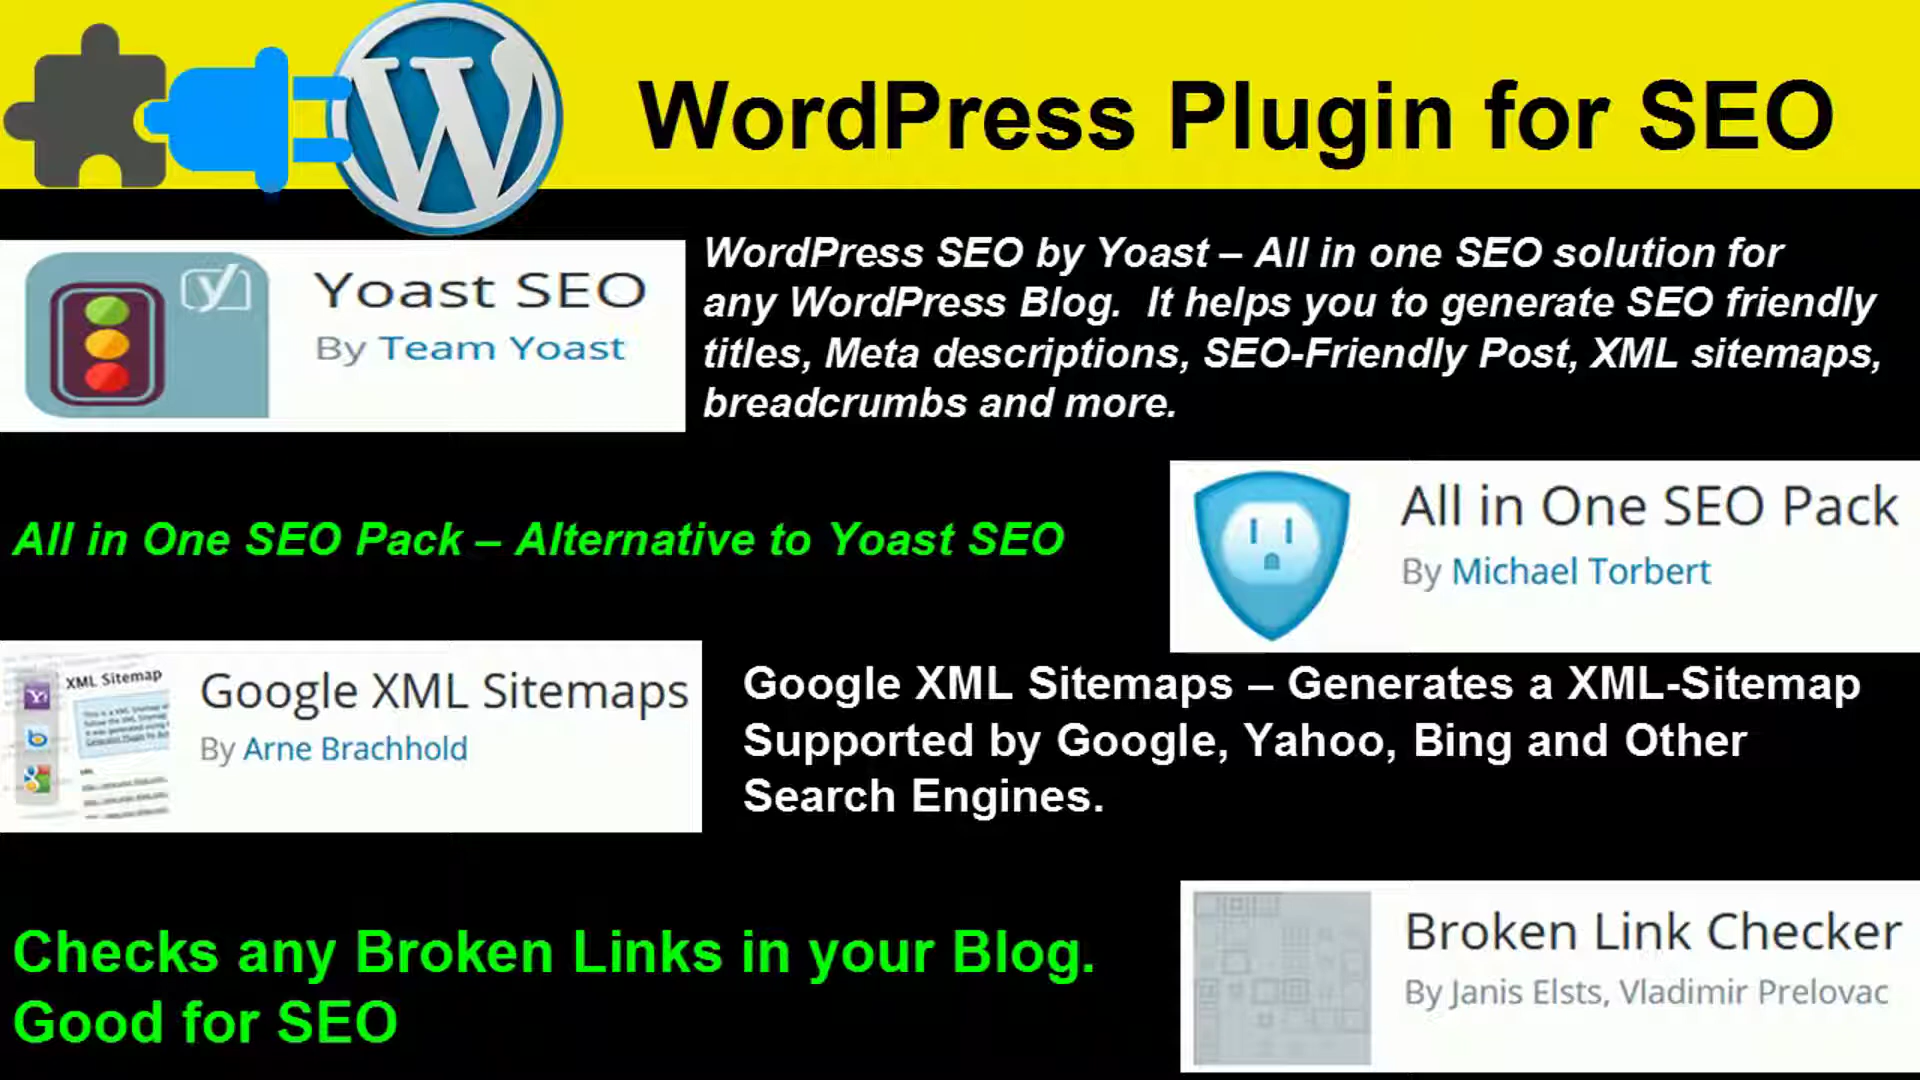 WordPress Plugin for SEO
Yoast SEO
By Team Yoast
WordPress SEO by Yoast – All in one SEO solution for
any WordPress Blog.  It helps you to generate SEO friendly
titles, Meta descriptions, SEO-Friendly Post, XML sitemaps,
breadcrumbs and more.
All in One SEO Pack – Alternative to Yoast SEO
All in One SEO Pack
By Michael Torbert
XML Sitemap
Google XML Sitemaps
By Arne Brachhold
Google XML Sitemaps – Generates a XML-Sitemap
Supported by Google, Yahoo, Bing and Other
Search Engines.
Checks any Broken Links in your Blog.
Good for SEO
Broken Link Checker
By Janis Elsts, Vladimir Prelovac